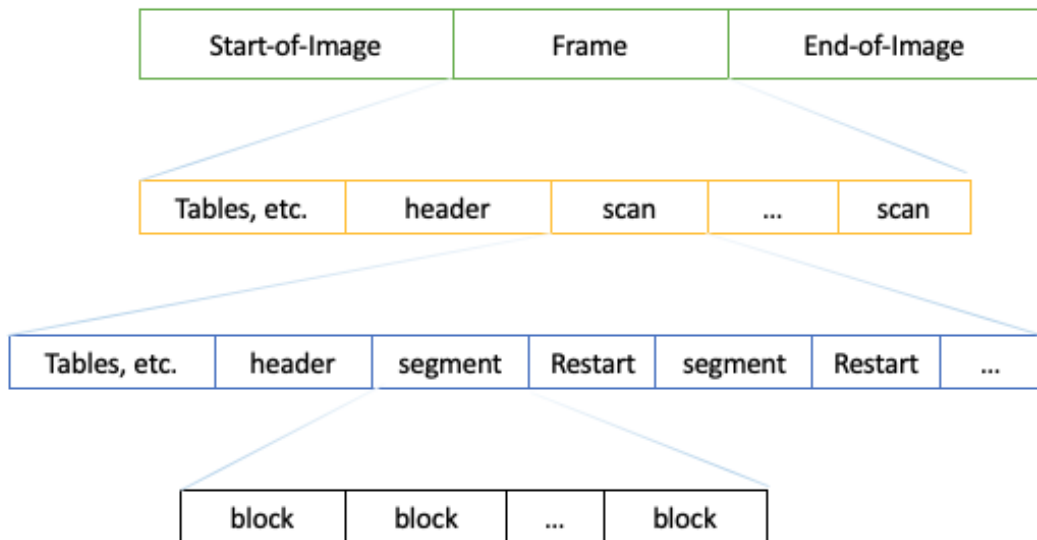 Start-of-Image Frame End-of-Image
Tables, etc. header scan ... scan
Tables, etc. header segment Restart segment Restart ...
block block ... block